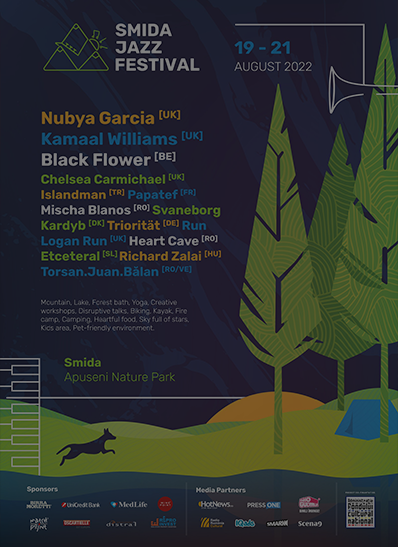 SMIDA
JAZZ
FESTIVAL
19 - 21
AUGUST 2022
Nubya Garcia [UK]
Kamaal Williams [UK]
Black Flower [BE]
Chelsea Carmichael [UK]
Islandman [TR] Papatef [FR]
Mischa Blanos [RO] Svaneborg
Kardyb [DK] Triorität [DE] Run
Logan Run [UK] Heart Cave [RO]
Etceteral [SL] Richard Zalai [HU]
Torsan.Juan.Bălan [RO/VE]
Mountain, Lake, Forest bath, Yoga, Creative
workshops, Disruptive talks, Biking, Kayak, Fire
camp, Camping, Heartful food, Sky full of stars,
Kids area, Pet-friendly environment.
Smida
Apuseni Nature Park
Sponsors
Media Partners
UniCredit Bank
MedLife
HotNews
PRESS ONE
distral
Scena9